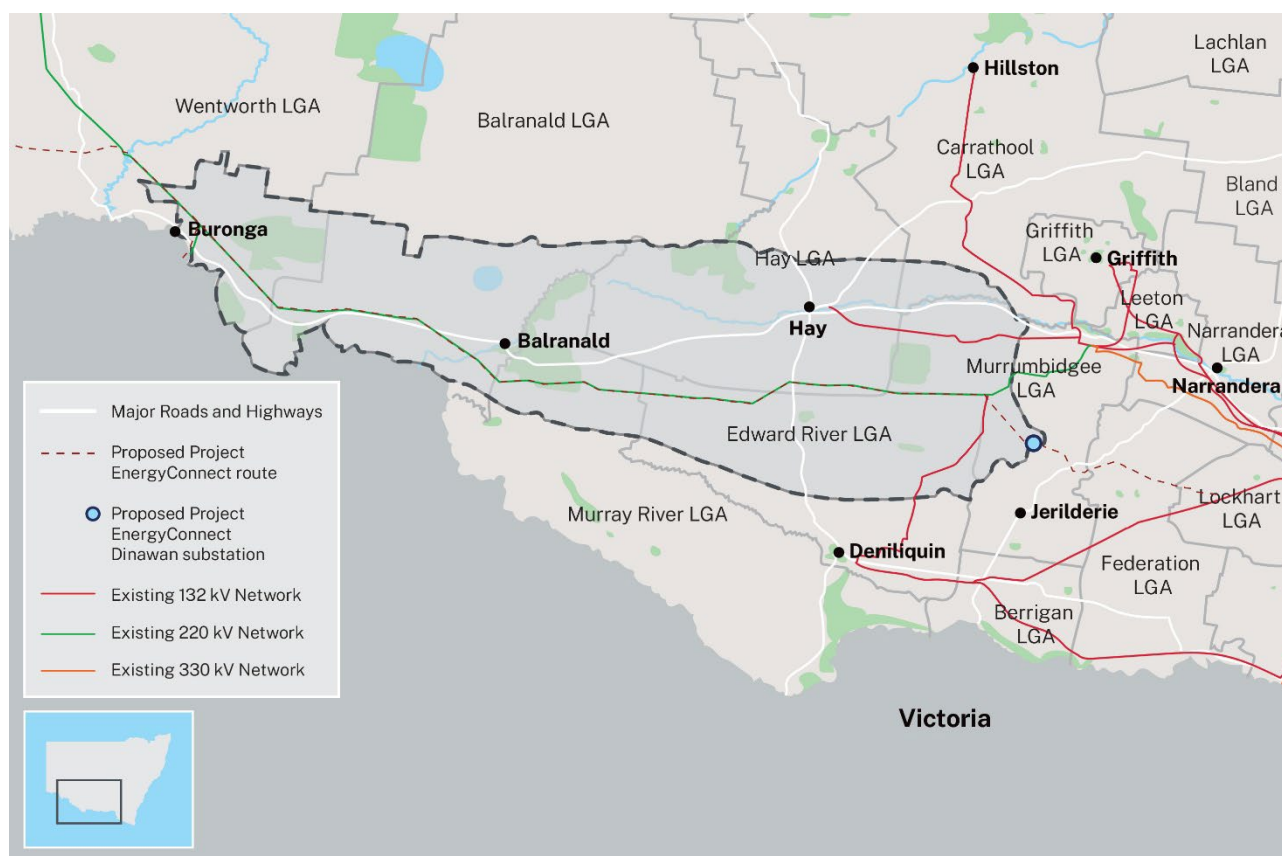 Lachlan
LGA
Hillston
Wentworth LGA
Balranald LGA
Carrathool
LGA
Bland
LGA
Buronga
Griffith
LGA
Griffith
Hay LGA
Leeton
LGA
Hay
Narrandera
LGA
Balranald
Murrumbidgee
LGA
Narrandera
Major Roads and Highways
Proposed Project
EnergyConnect route
Proposed Project
EnergyConnect
Dinawan substation
Existing 132 kV Network
Existing 220 kV Network
Existing 330 kV Network
Edward River LGA
Murray River LGA
Lockhart
LGA
Jerilderie
Deniliquin
Federation
LGA
Berrigan
LGA
Victoria